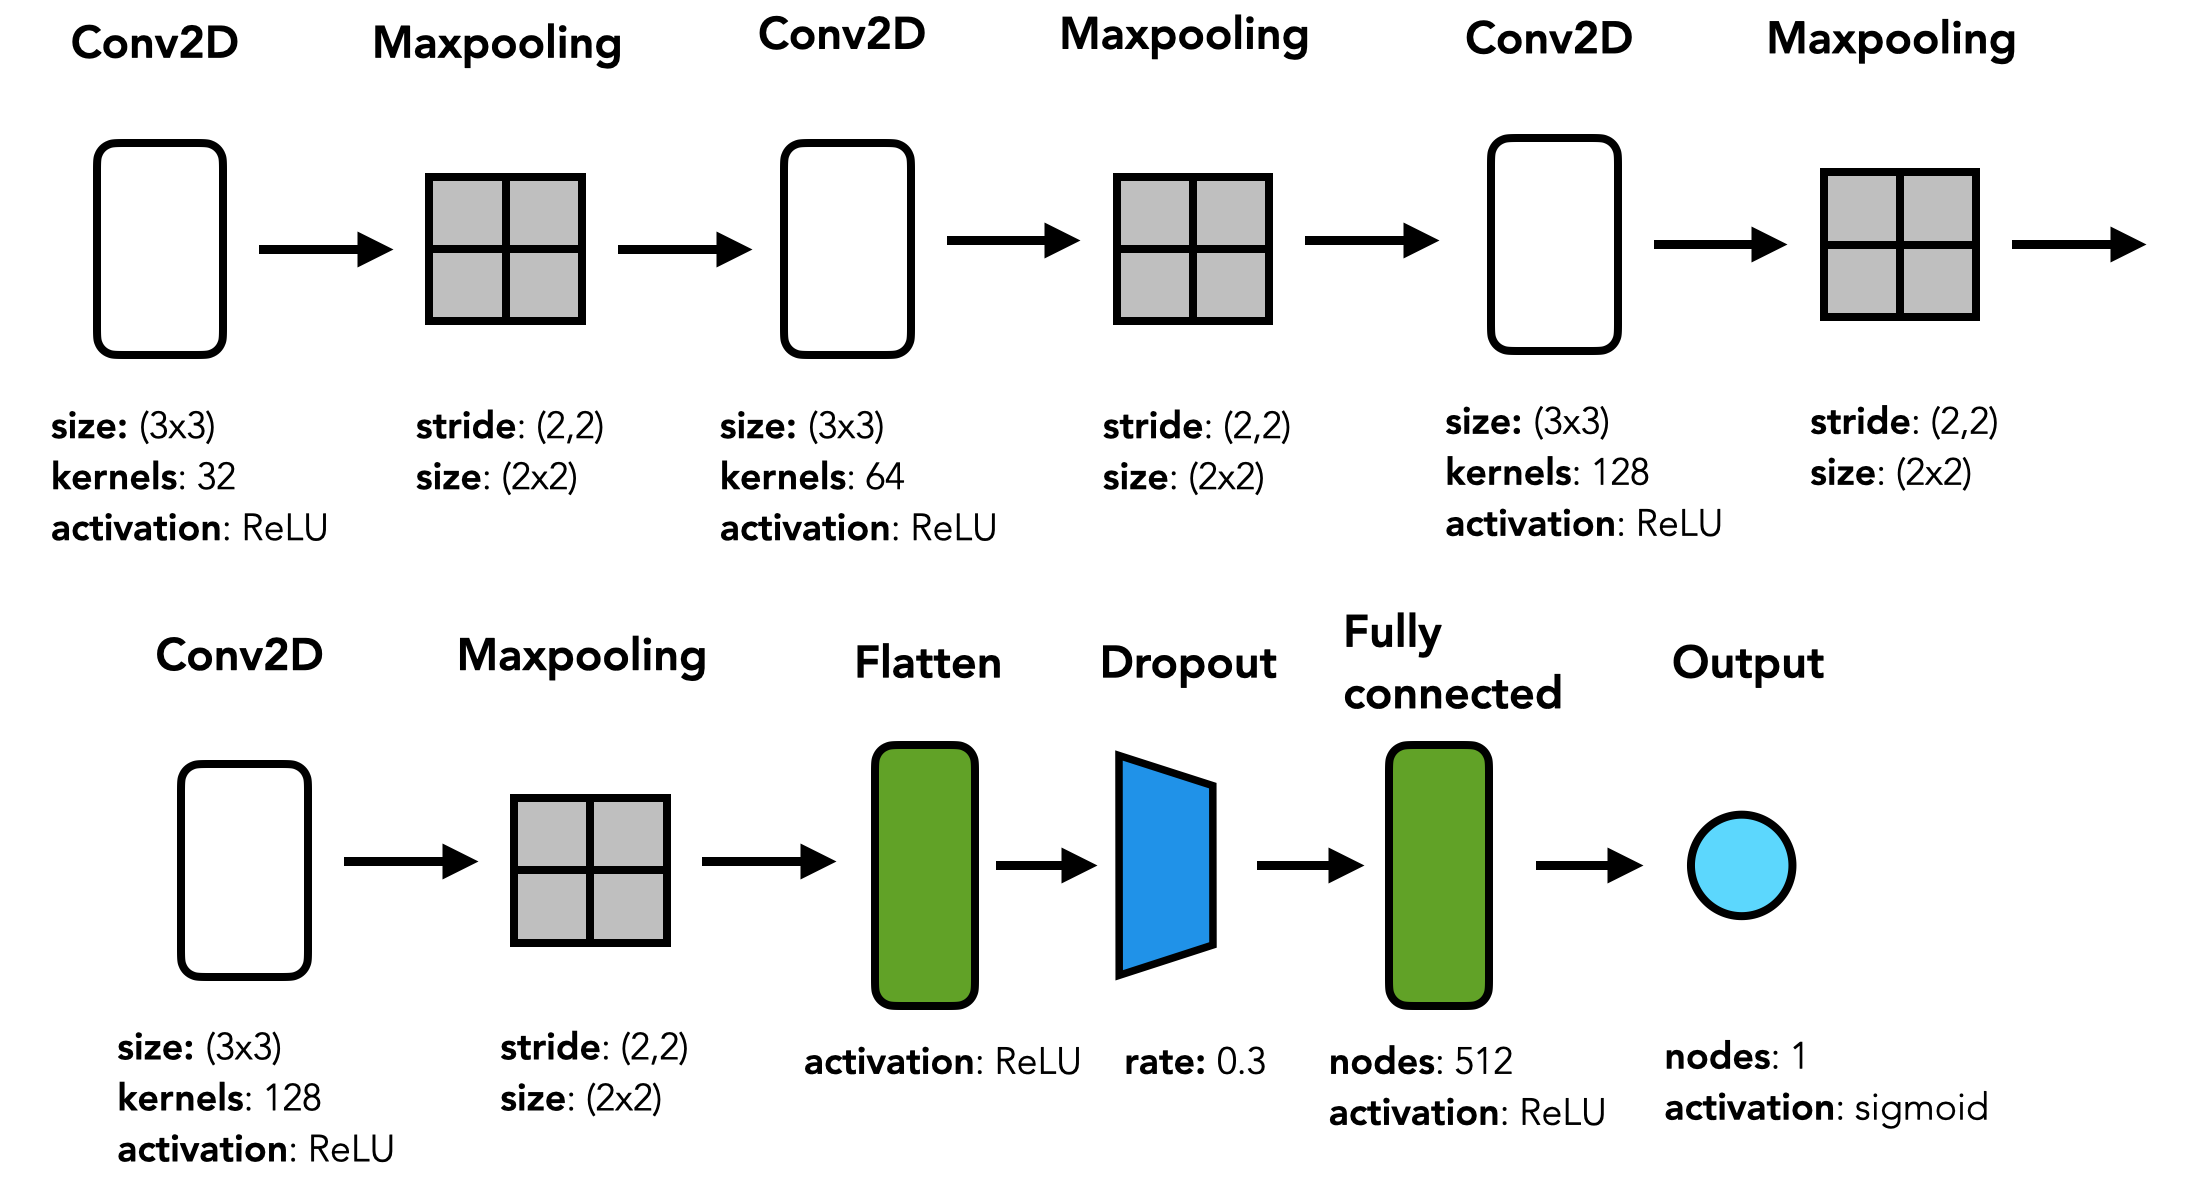 Conv2D
Maxpooling
Conv2D
Maxpooling
Conv2D
Maxpooling
size: (3x3)
kernels: 32
activation: ReLU
stride: (2,2)
size: (2x2)
size: (3x3)
kernels: 64
activation: ReLU
stride: (2,2)
size: (2x2)
size: (3x3)
kernels: 128
activation: ReLU
stride: (2,2)
size: (2x2)
Conv2D
Maxpooling
Flatten
Dropout
Fully
connected
Output
size: (3x3)
kernels: 128
activation: ReLU
stride: (2,2)
size: (2x2)
activation: ReLU
rate: 0.3
nodes: 512
activation: ReLU
nodes: 1
activation: sigmoid